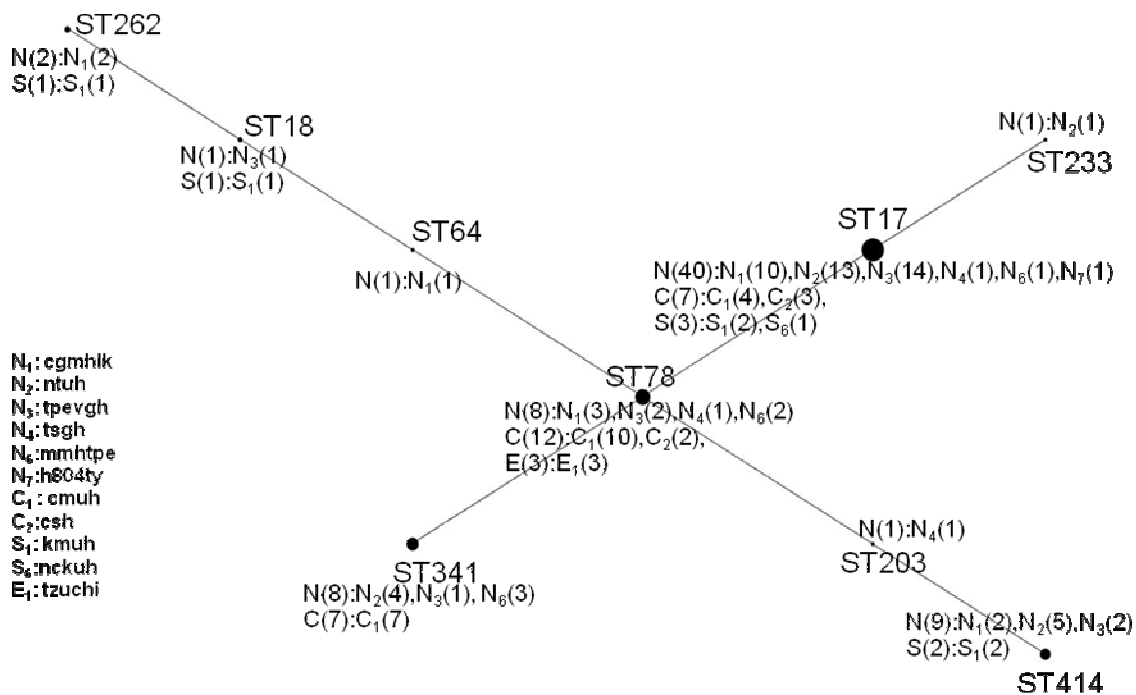 ST262
N(2):N₁(2)
S(1):S₁(1)
ST18
N(1):N₃(1)
S(1):S₁(1)
ST64
N(1):N₁(1)
N(1):N₂(1)
ST233
ST17
N(40):N₁(10),N₂(13),N₃(14),N₄(1),N₆(1),N₇(1)
C(7):C₁(4),C₂(3),
S(3):S₁(2),S₆(1)
ST78
N(8):N₁(3),N₃(2),N₄(1),N₆(2)
C(12):C₁(10),C₂(2),
E(3):E₁(3)
N₁:cgmhlk
N₂:ntuh
N₃:tpevgh
N₄:tsgh
N₆:mmhtpe
N₇:h804ty
C₁:cmuh
C₂:csh
S₁:kmuh
S₆:nckuh
E₁:tzuchi
ST341
N(8):N₂(4),N₃(1),N₆(3)
C(7):C₁(7)
N(1):N₄(1)
ST203
N(9):N₁(2),N₂(5),N₃(2)
S(2):S₁(2)
ST414